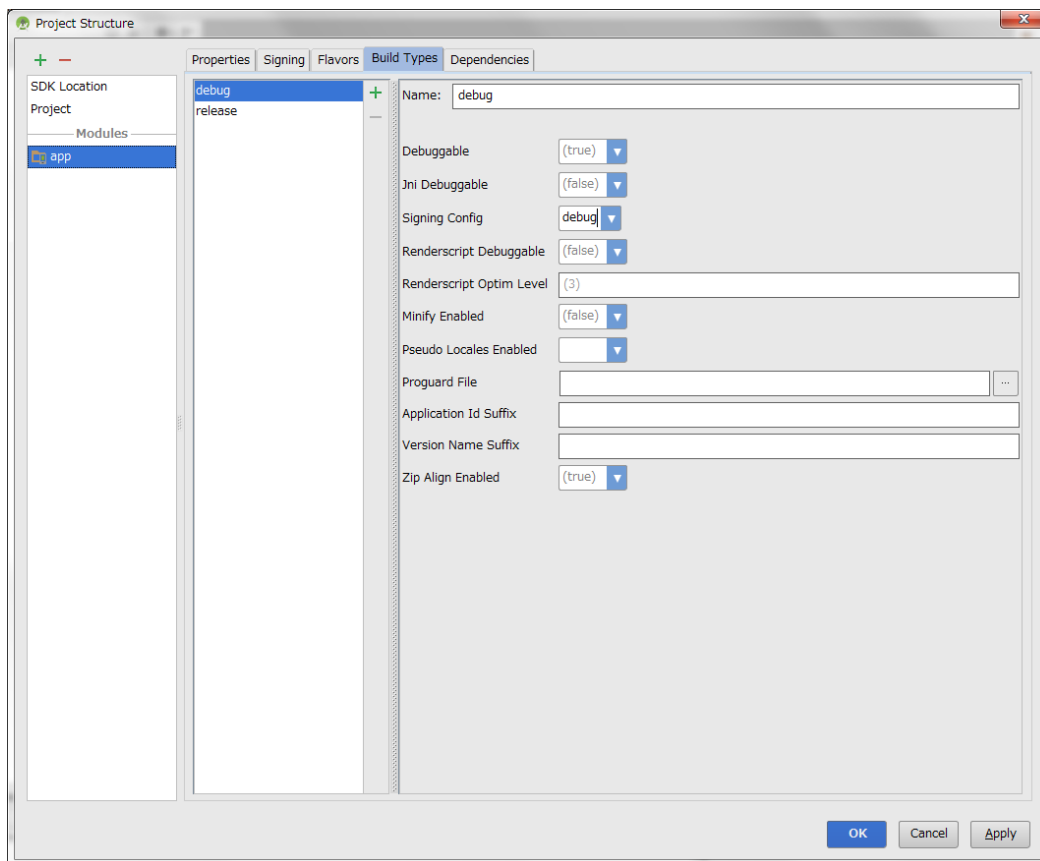 Project Structure
Properties Signing Flavors Build Types Dependencies
SDK Location
Project
Modules
app
debug
release
Name: debug
Debuggable (true)
Jni Debuggable (false)
Signing Config debug
Renderscript Debuggable (false)
Renderscript Optim Level (3)
Minify Enabled (false)
Pseudo Locales Enabled
Proguard File ...
Application Id Suffix
Version Name Suffix
Zip Align Enabled (true)
OK Cancel Apply